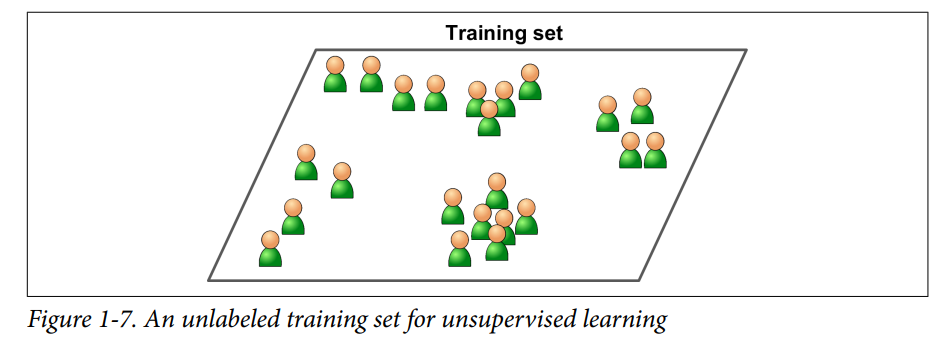 Training set
Figure 1-7. An unlabeled training set for unsupervised learning